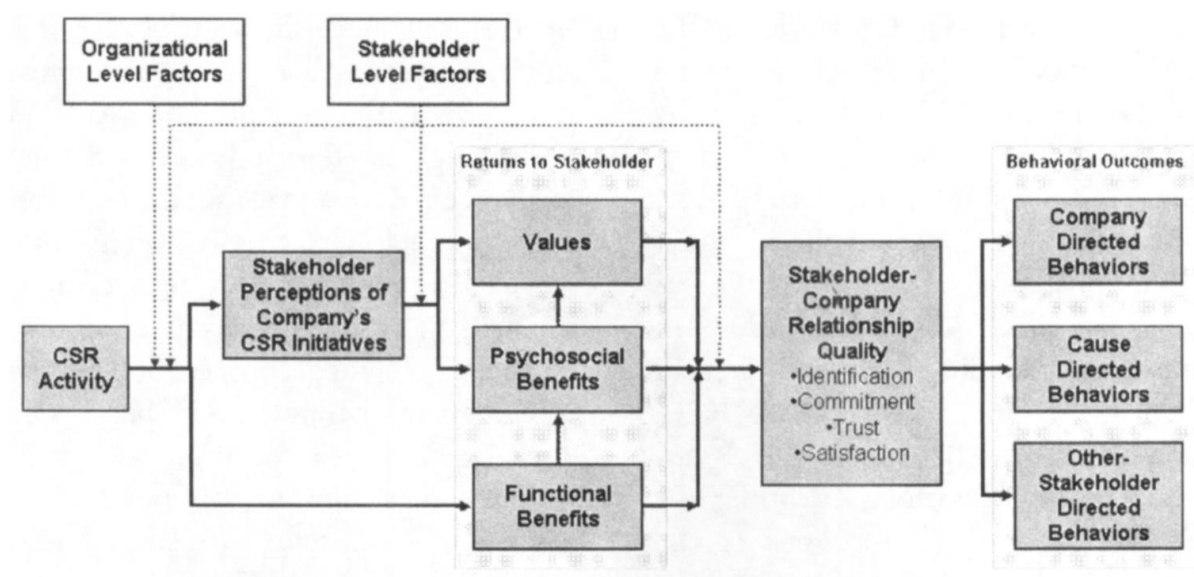 Organizational
Level Factors
Stakeholder
Level Factors
Returns to Stakeholder
Behavioral Outcomes
Values
Company
Directed
Behaviors
Stakeholder
Perceptions of
Company's
CSR Initiatives
Stakeholder-
Company
Relationship
Quality
•Identification
•Commitment
•Trust
•Satisfaction
CSR
Activity
Psychosocial
Benefits
Cause
Directed
Behaviors
Functional
Benefits
Other-
Stakeholder
Directed
Behaviors